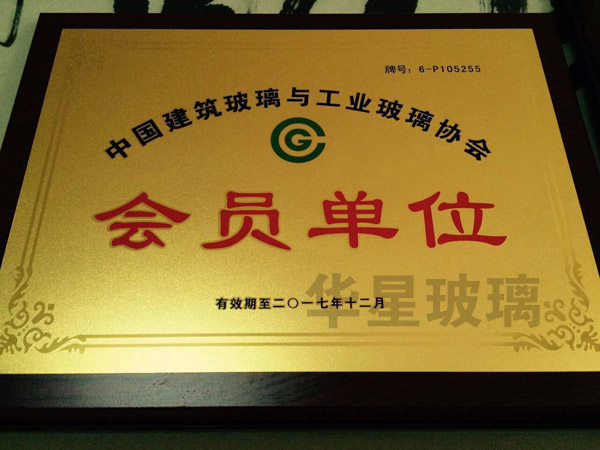 牌号：6-P105255
中国建筑玻璃与工业玻璃协会
会员单位
有效期至二〇一七年十二月
华星玻璃